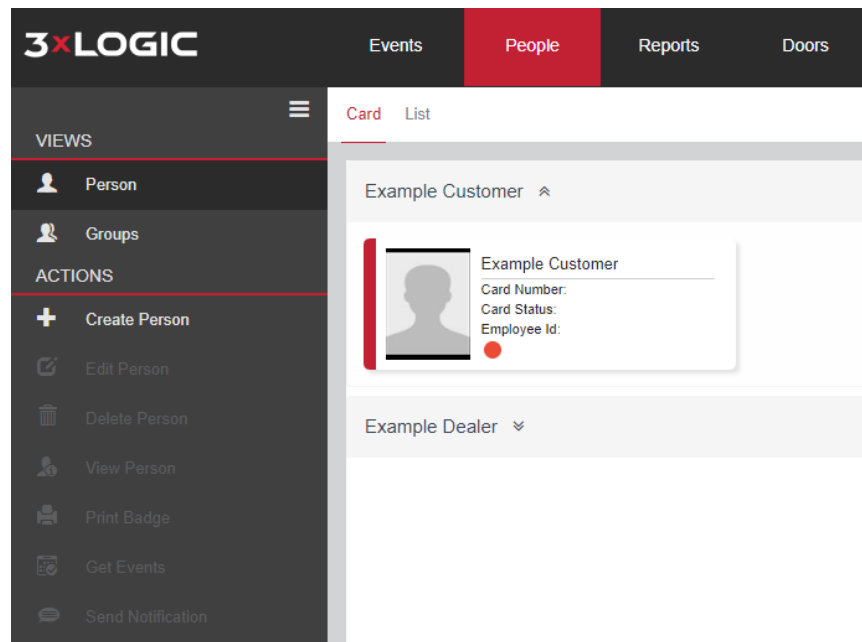 3xLOGIC
Events People Reports Doors
Card List
VIEWS
Person
Groups
ACTIONS
Create Person
Edit Person
Delete Person
View Person
Print Badge
Get Events
Send Notification
Example Customer
Example Customer
Card Number:
Card Status:
Employee Id:
Example Dealer